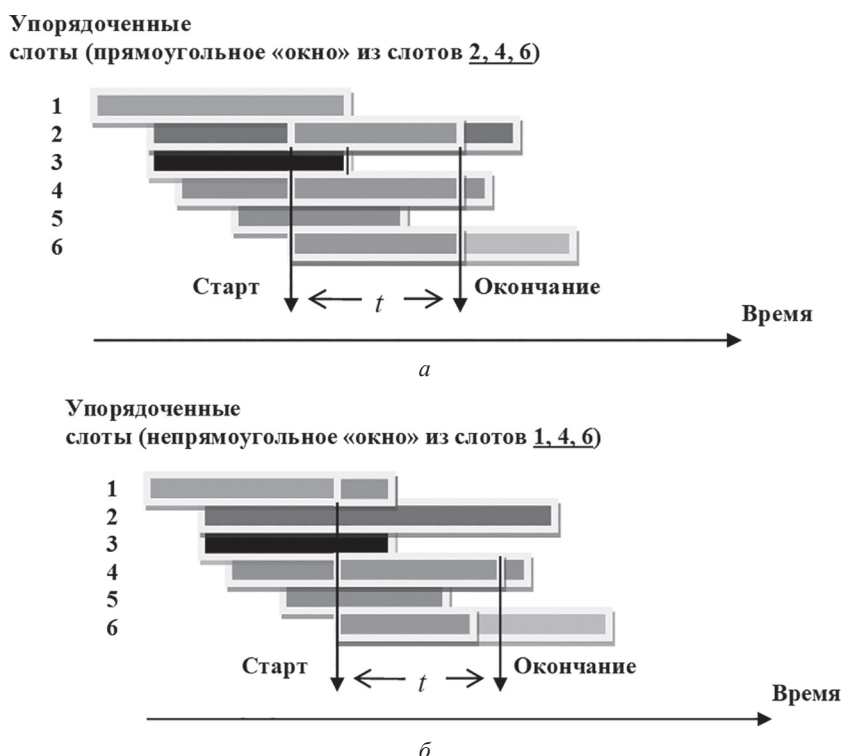 Упорядоченные
слоты (прямоугольное «окно» из слотов 2, 4, 6)
1
2
3
4
5
6
Старт
t
Окончание
Время
а
Упорядоченные
слоты (непрямоугольное «окно» из слотов 1, 4, 6)
1
2
3
4
5
6
Старт
t
Окончание
Время
б